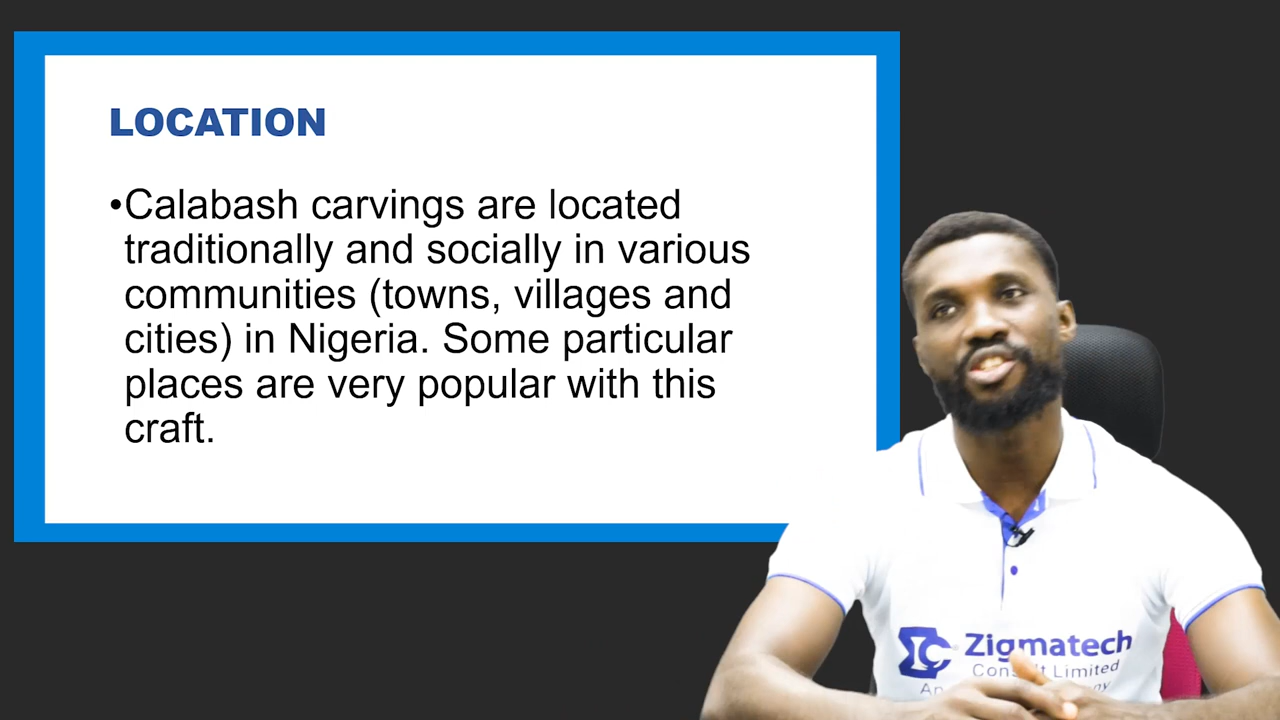 LOCATION
•Calabash carvings are located
traditionally and socially in various
communities (towns, villages and
cities) in Nigeria. Some particular
places are very popular with this
craft.
Zigmatech
Limited